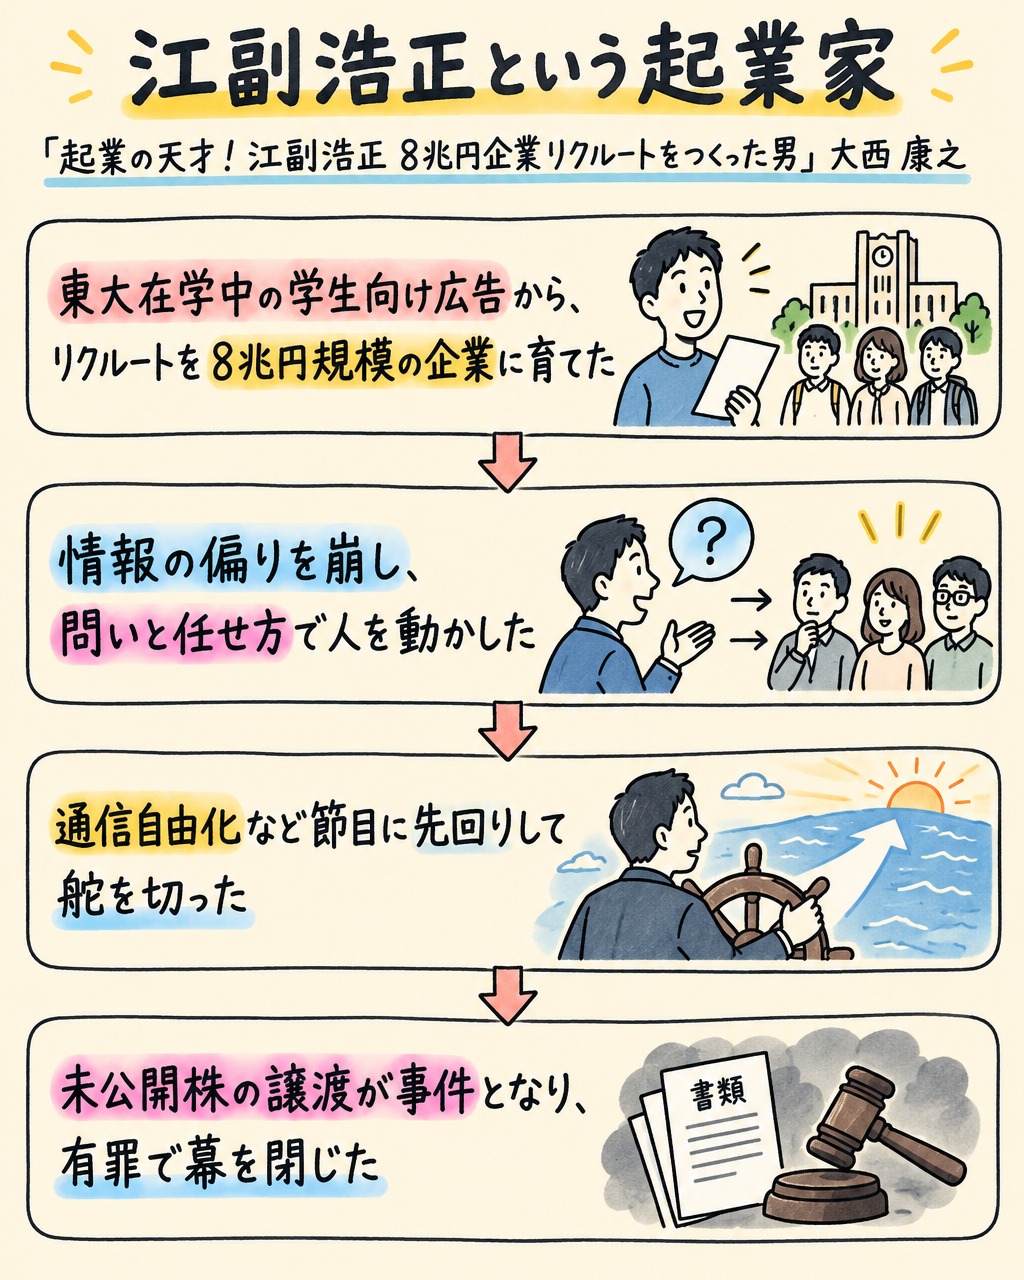 江副浩正という起業家
「起業の天才！江副浩正 8兆円企業リクルートをつくった男」大西 康之
東大在学中の学生向け広告から、
リクルートを8兆円規模の企業に育てた
情報の偏りを崩し、
問いと任せ方で人を動かした
?
通信自由化など節目に先回りして
舵を切った
未公開株の譲渡が事件となり、
有罪で幕を閉じた
書類